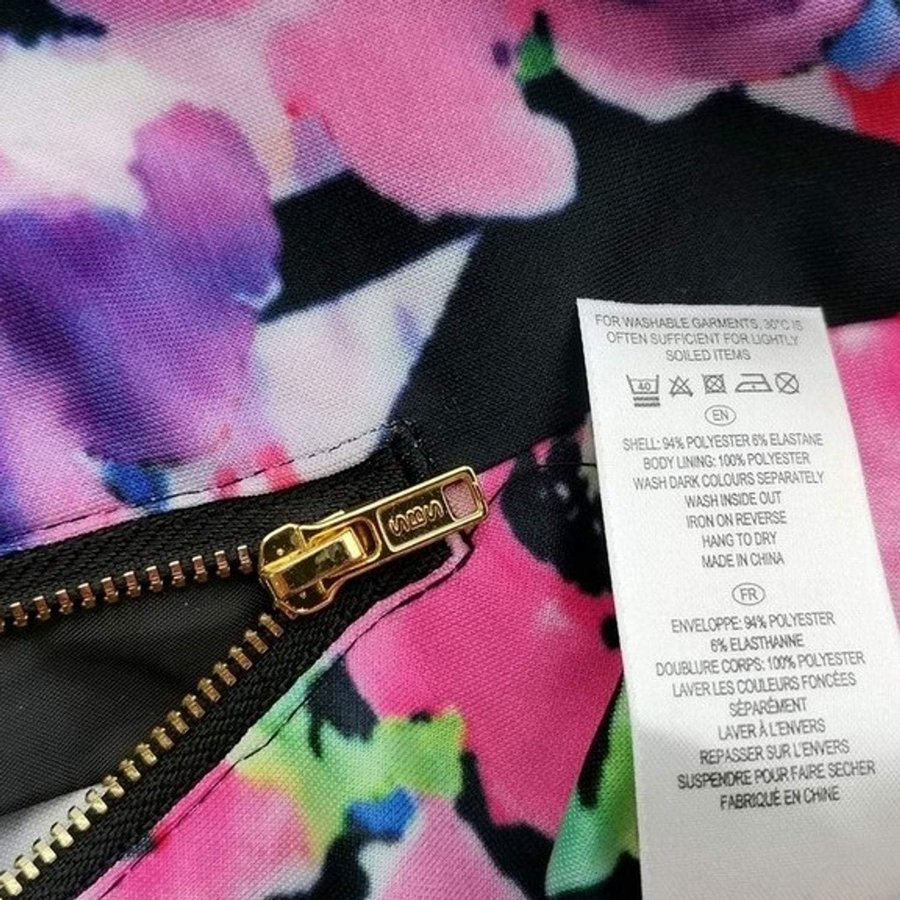 FOR WASHABLE GARMENTS, 30°C IS
OFTEN SUFFICIENT FOR LIGHTLY
SOILED ITEMS
40
EN
SHELL: 94% POLYESTER 6% ELASTANE
BODY LINING: 100% POLYESTER
WASH DARK COLOURS SEPARATELY
WASH INSIDE OUT
IRON ON REVERSE
HANG TO DRY
MADE IN CHINA
FR
ENVELOPPE: 94% POLYESTER
6% ELASTHANNE
DOUBLURE CORPS: 100% POLYESTER
LAVER LES COULEURS FONCÉES
SÉPARÉMENT
LAVER À L'ENVERS
REPASSER SUR L'ENVERS
SUSPENDRE POUR FAIRE SÉCHER
FABRIQUÉ EN CHINE
SBS